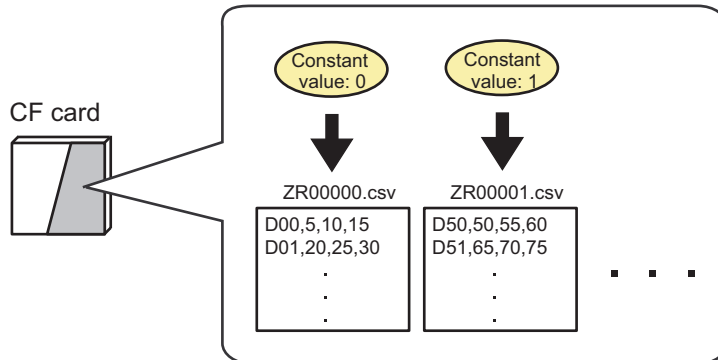 CF card
Constant
value: 0
Constant
value: 1
ZR00000.csv
ZR00001.csv
D00,5,10,15
D01,20,25,30
D50,50,55,60
D51,65,70,75